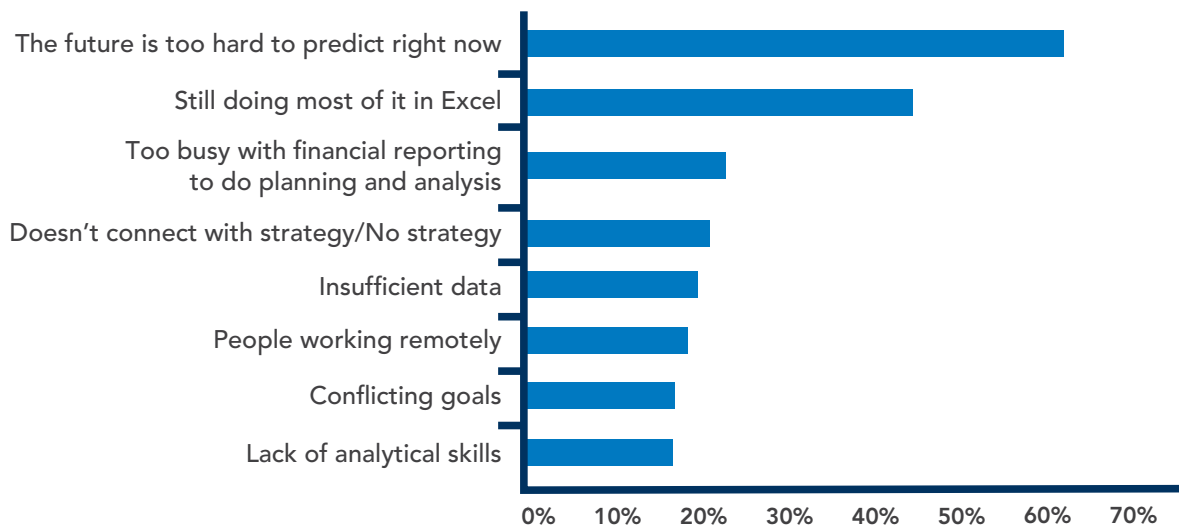 The future is too hard to predict right now
Still doing most of it in Excel
Too busy with financial reporting
to do planning and analysis
Doesn’t connect with strategy/No strategy
Insufficient data
People working remotely
Conflicting goals
Lack of analytical skills
0% 10% 20% 30% 40% 50% 60% 70%